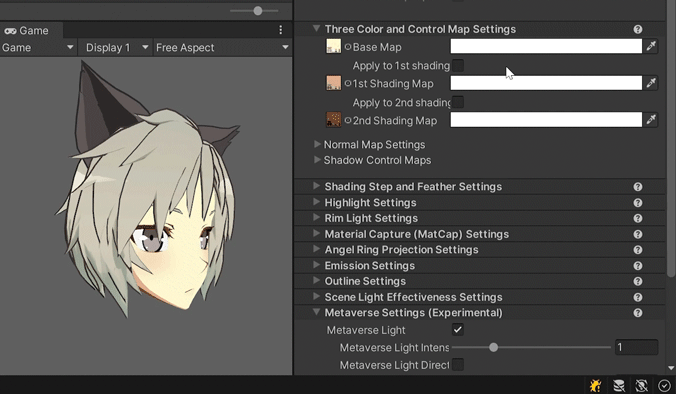 Game
Game
Display 1
Free Aspect
Three Color and Control Map Settings
Base Map
Apply to 1st shading
1st Shading Map
Apply to 2nd shading
2nd Shading Map
Normal Map Settings
Shadow Control Maps
Shading Step and Feather Settings
Highlight Settings
Rim Light Settings
Material Capture (MatCap) Settings
Angel Ring Projection Settings
Emission Settings
Outline Settings
Scene Light Effectiveness Settings
Metaverse Settings (Experimental)
Metaverse Light
Metaverse Light Intens
1
Metaverse Light Direct